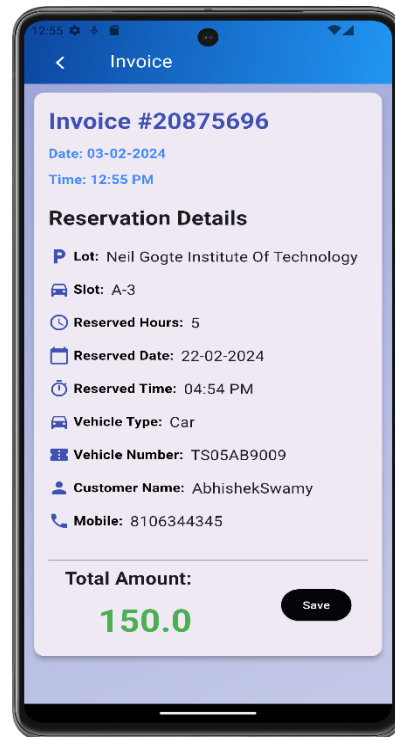 12:55
Invoice
Invoice #20875696
Date: 03-02-2024
Time: 12:55 PM
Reservation Details
P Lot: Neil Gogte Institute Of Technology
Slot: A-3
Reserved Hours: 5
Reserved Date: 22-02-2024
Reserved Time: 04:54 PM
Vehicle Type: Car
Vehicle Number: TS05AB9009
Customer Name: AbhishekSwamy
Mobile: 8106344345
Total Amount:
150.0
Save